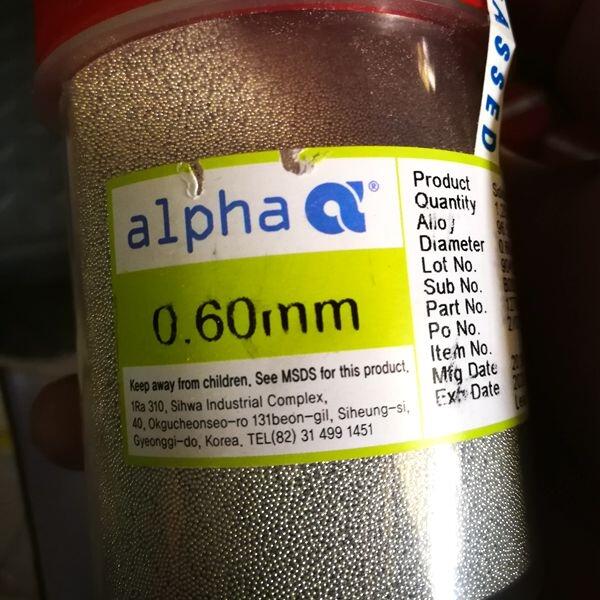 ASSED
alpha α®
0.60mm
Keep away from children. See MSDS for this product.
1Ra 310, Sihwa Industrial Complex,
40, Okgucheonseo-ro 131beon-gil, Siheung-si,
Gyeonggi-do, Korea. TEL(82) 31 499 1451
Product
Quantity
Alloy
Diameter
Lot No.
Sub No.
Part No.
Po No.
Item No.
Mfg Date
Exp Date